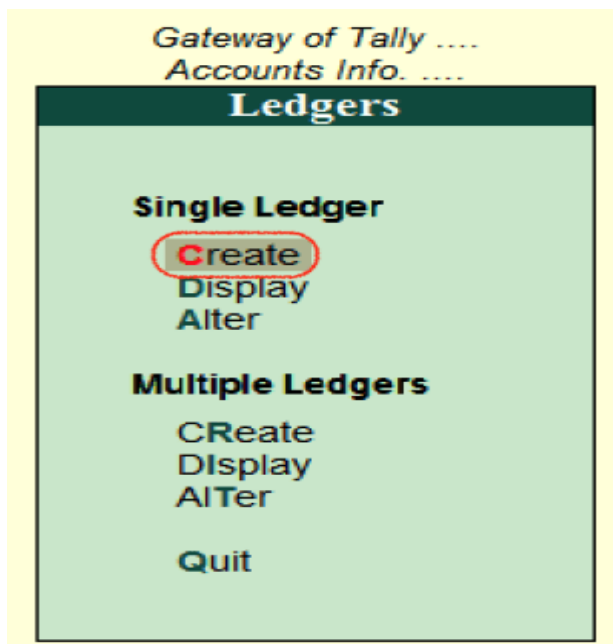 Gateway of Tally ....
Accounts Info. ....
Ledgers
Single Ledger
Create
Display
Alter
Multiple Ledgers
CReate
DIsplay
AlTer
Quit